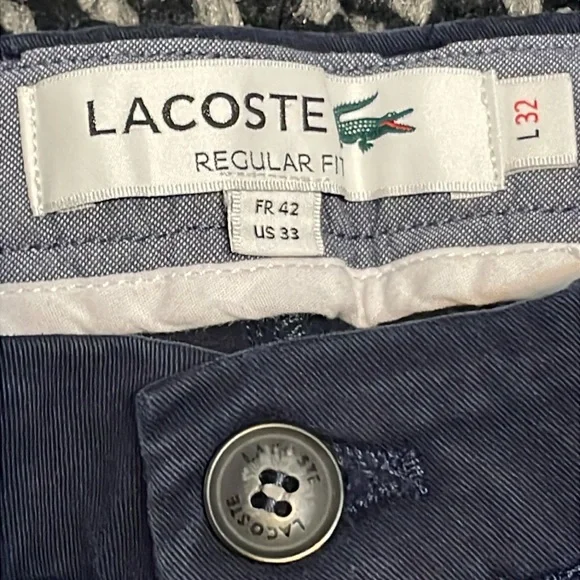 LACOSTE
REGULAR FIT
L 32
FR 42
US 33
LACOSTE
LACOSTE